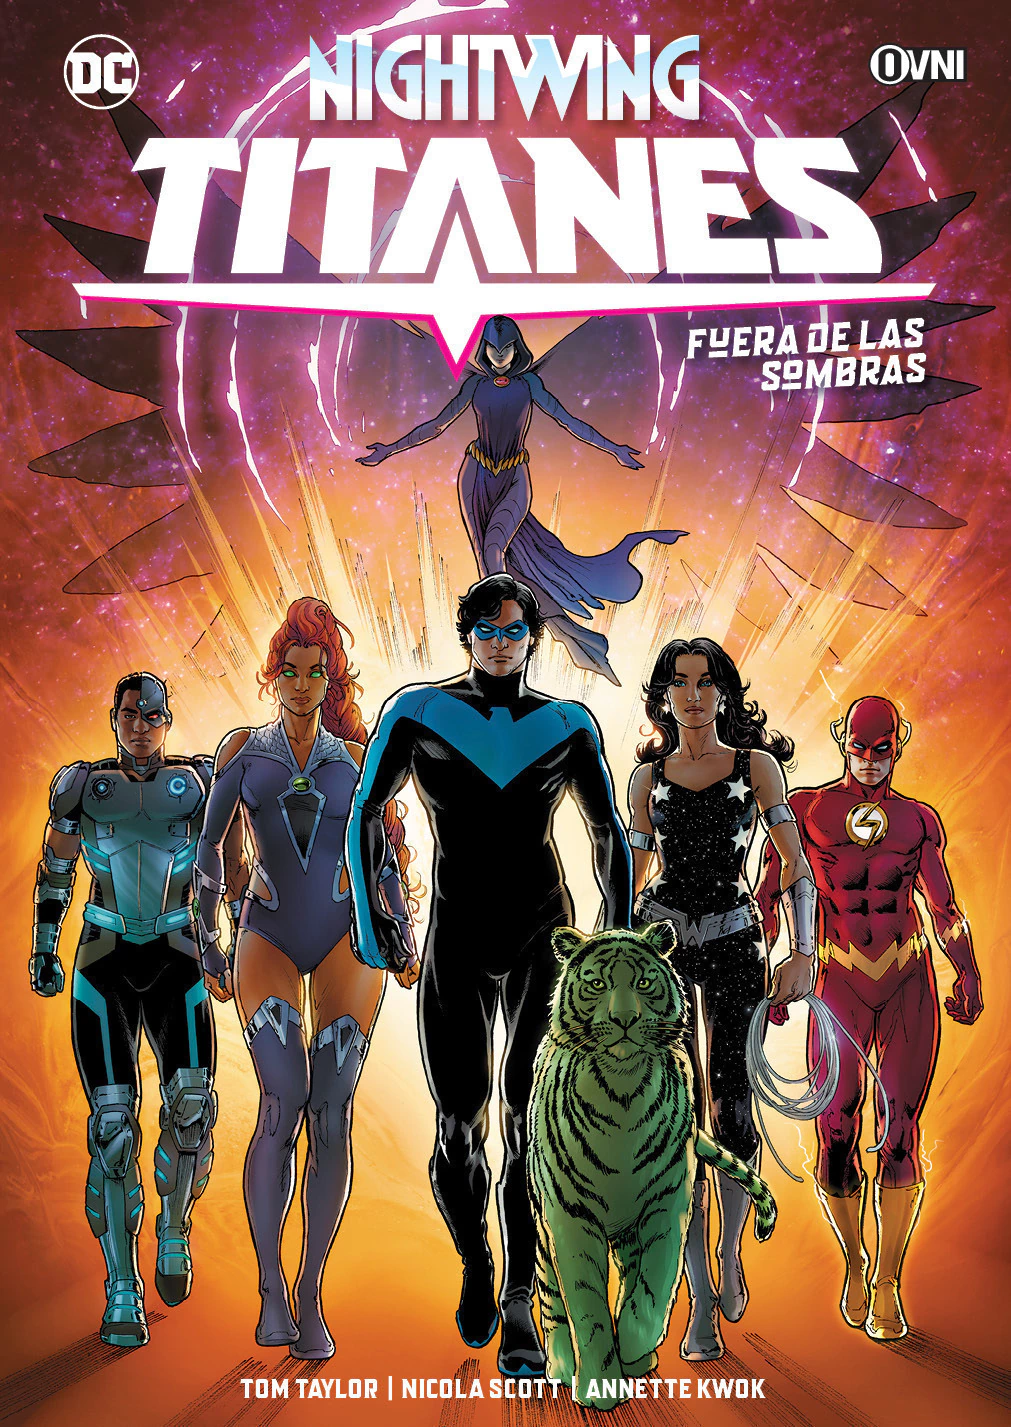 DC
NIGHTWING
OVNI
TITANES
FUERA DE LAS
SOMBRAS
TOM TAYLOR | NICOLA SCOTT | ANNETTE KWOK